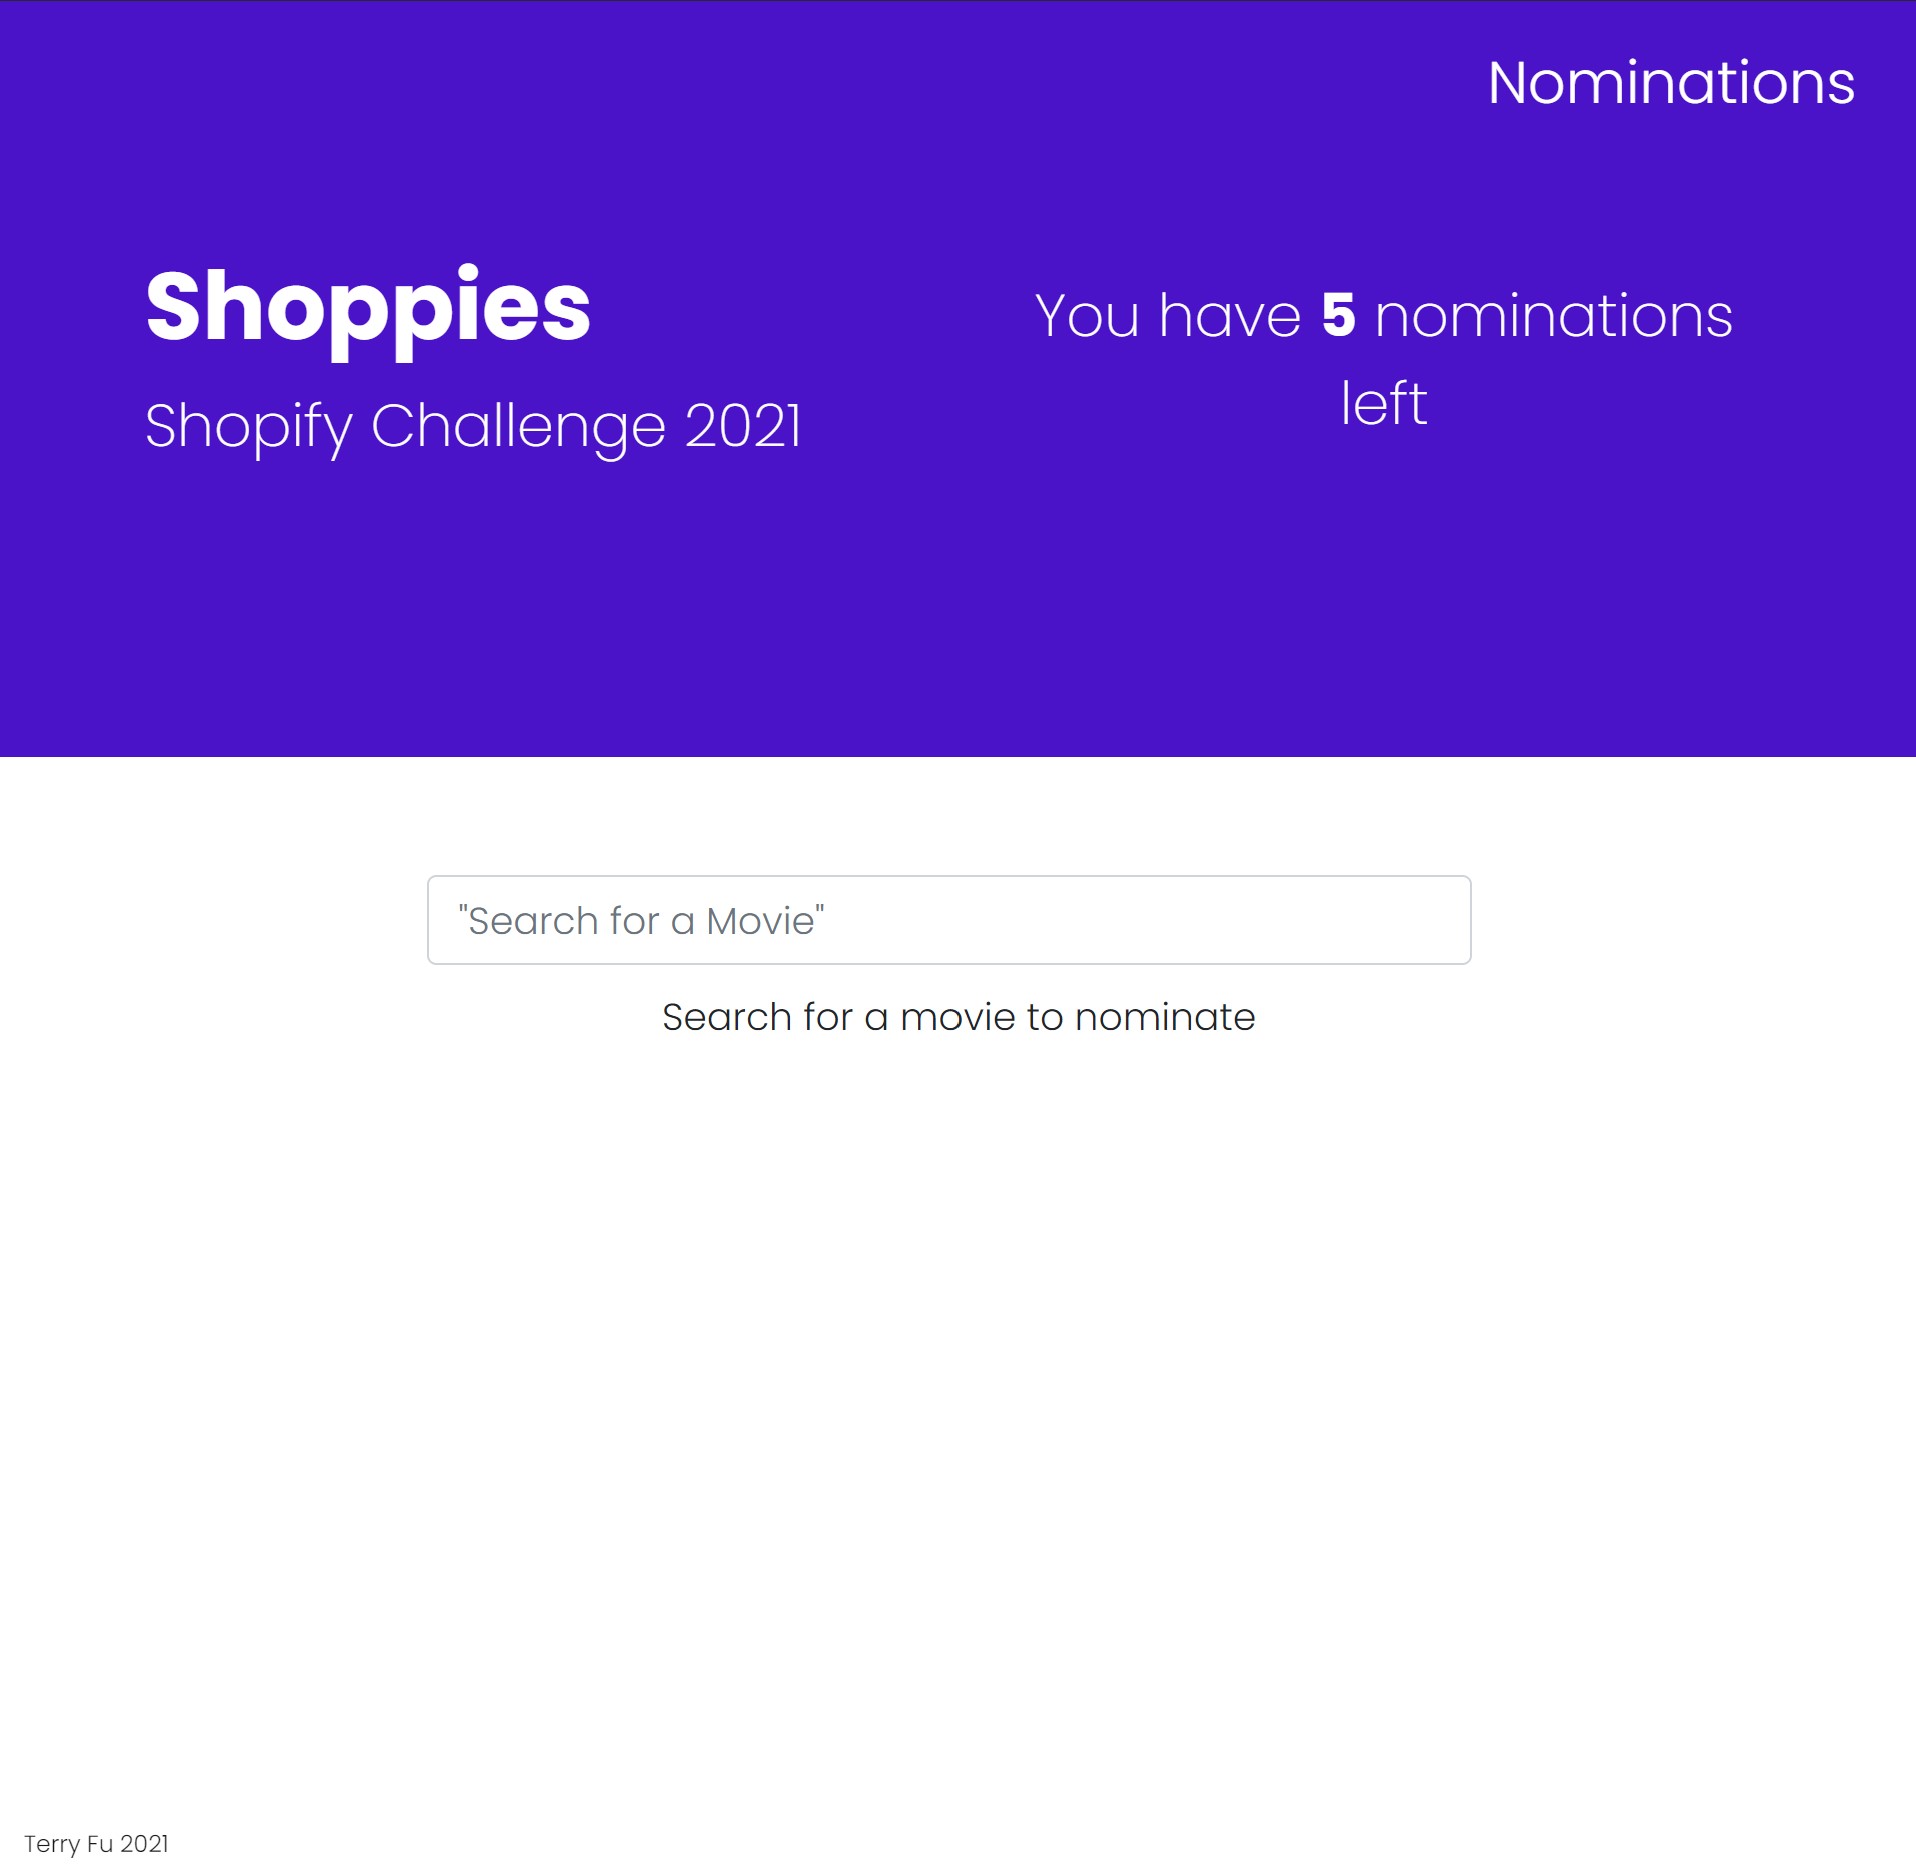 Nominations
Shoppies
Shopify Challenge 2021
You have 5 nominations
left
"Search for a Movie"
Search for a movie to nominate
Terry Fu 2021